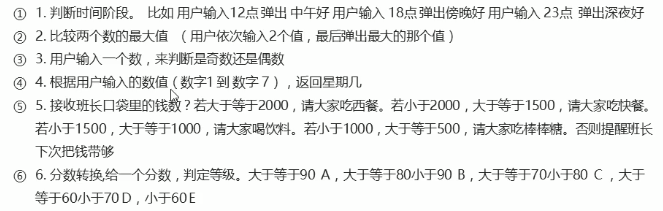 ① 1. 判断时间阶段。 比如 用户输入12点 弹出 中午好 用户输入 18点 弹出傍晚好 用户输入 23点 弹出深夜好
② 2. 比较两个数的最大值 （用户依次输入2个值，最后弹出最大的那个值）
③ 3. 用户输入一个数，来判断是奇数还是偶数
④ 4. 根据用户输入的数值（数字1 到 数字 7），返回星期几
⑤ 5. 接收班长口袋里的钱数？若大于等于2000，请大家吃西餐。若小于2000，大于等于1500，请大家吃快餐。
若小于1500，大于等于1000，请大家喝饮料。若小于1000，大于等于500，请大家吃棒棒糖。否则提醒班长
下次把钱带够
⑥ 6. 分数转换,给一个分数，判定等级。大于等于90 A，大于等于80小于90 B，大于等于70小于80 C ，大于
等于60小于70 D，小于60 E